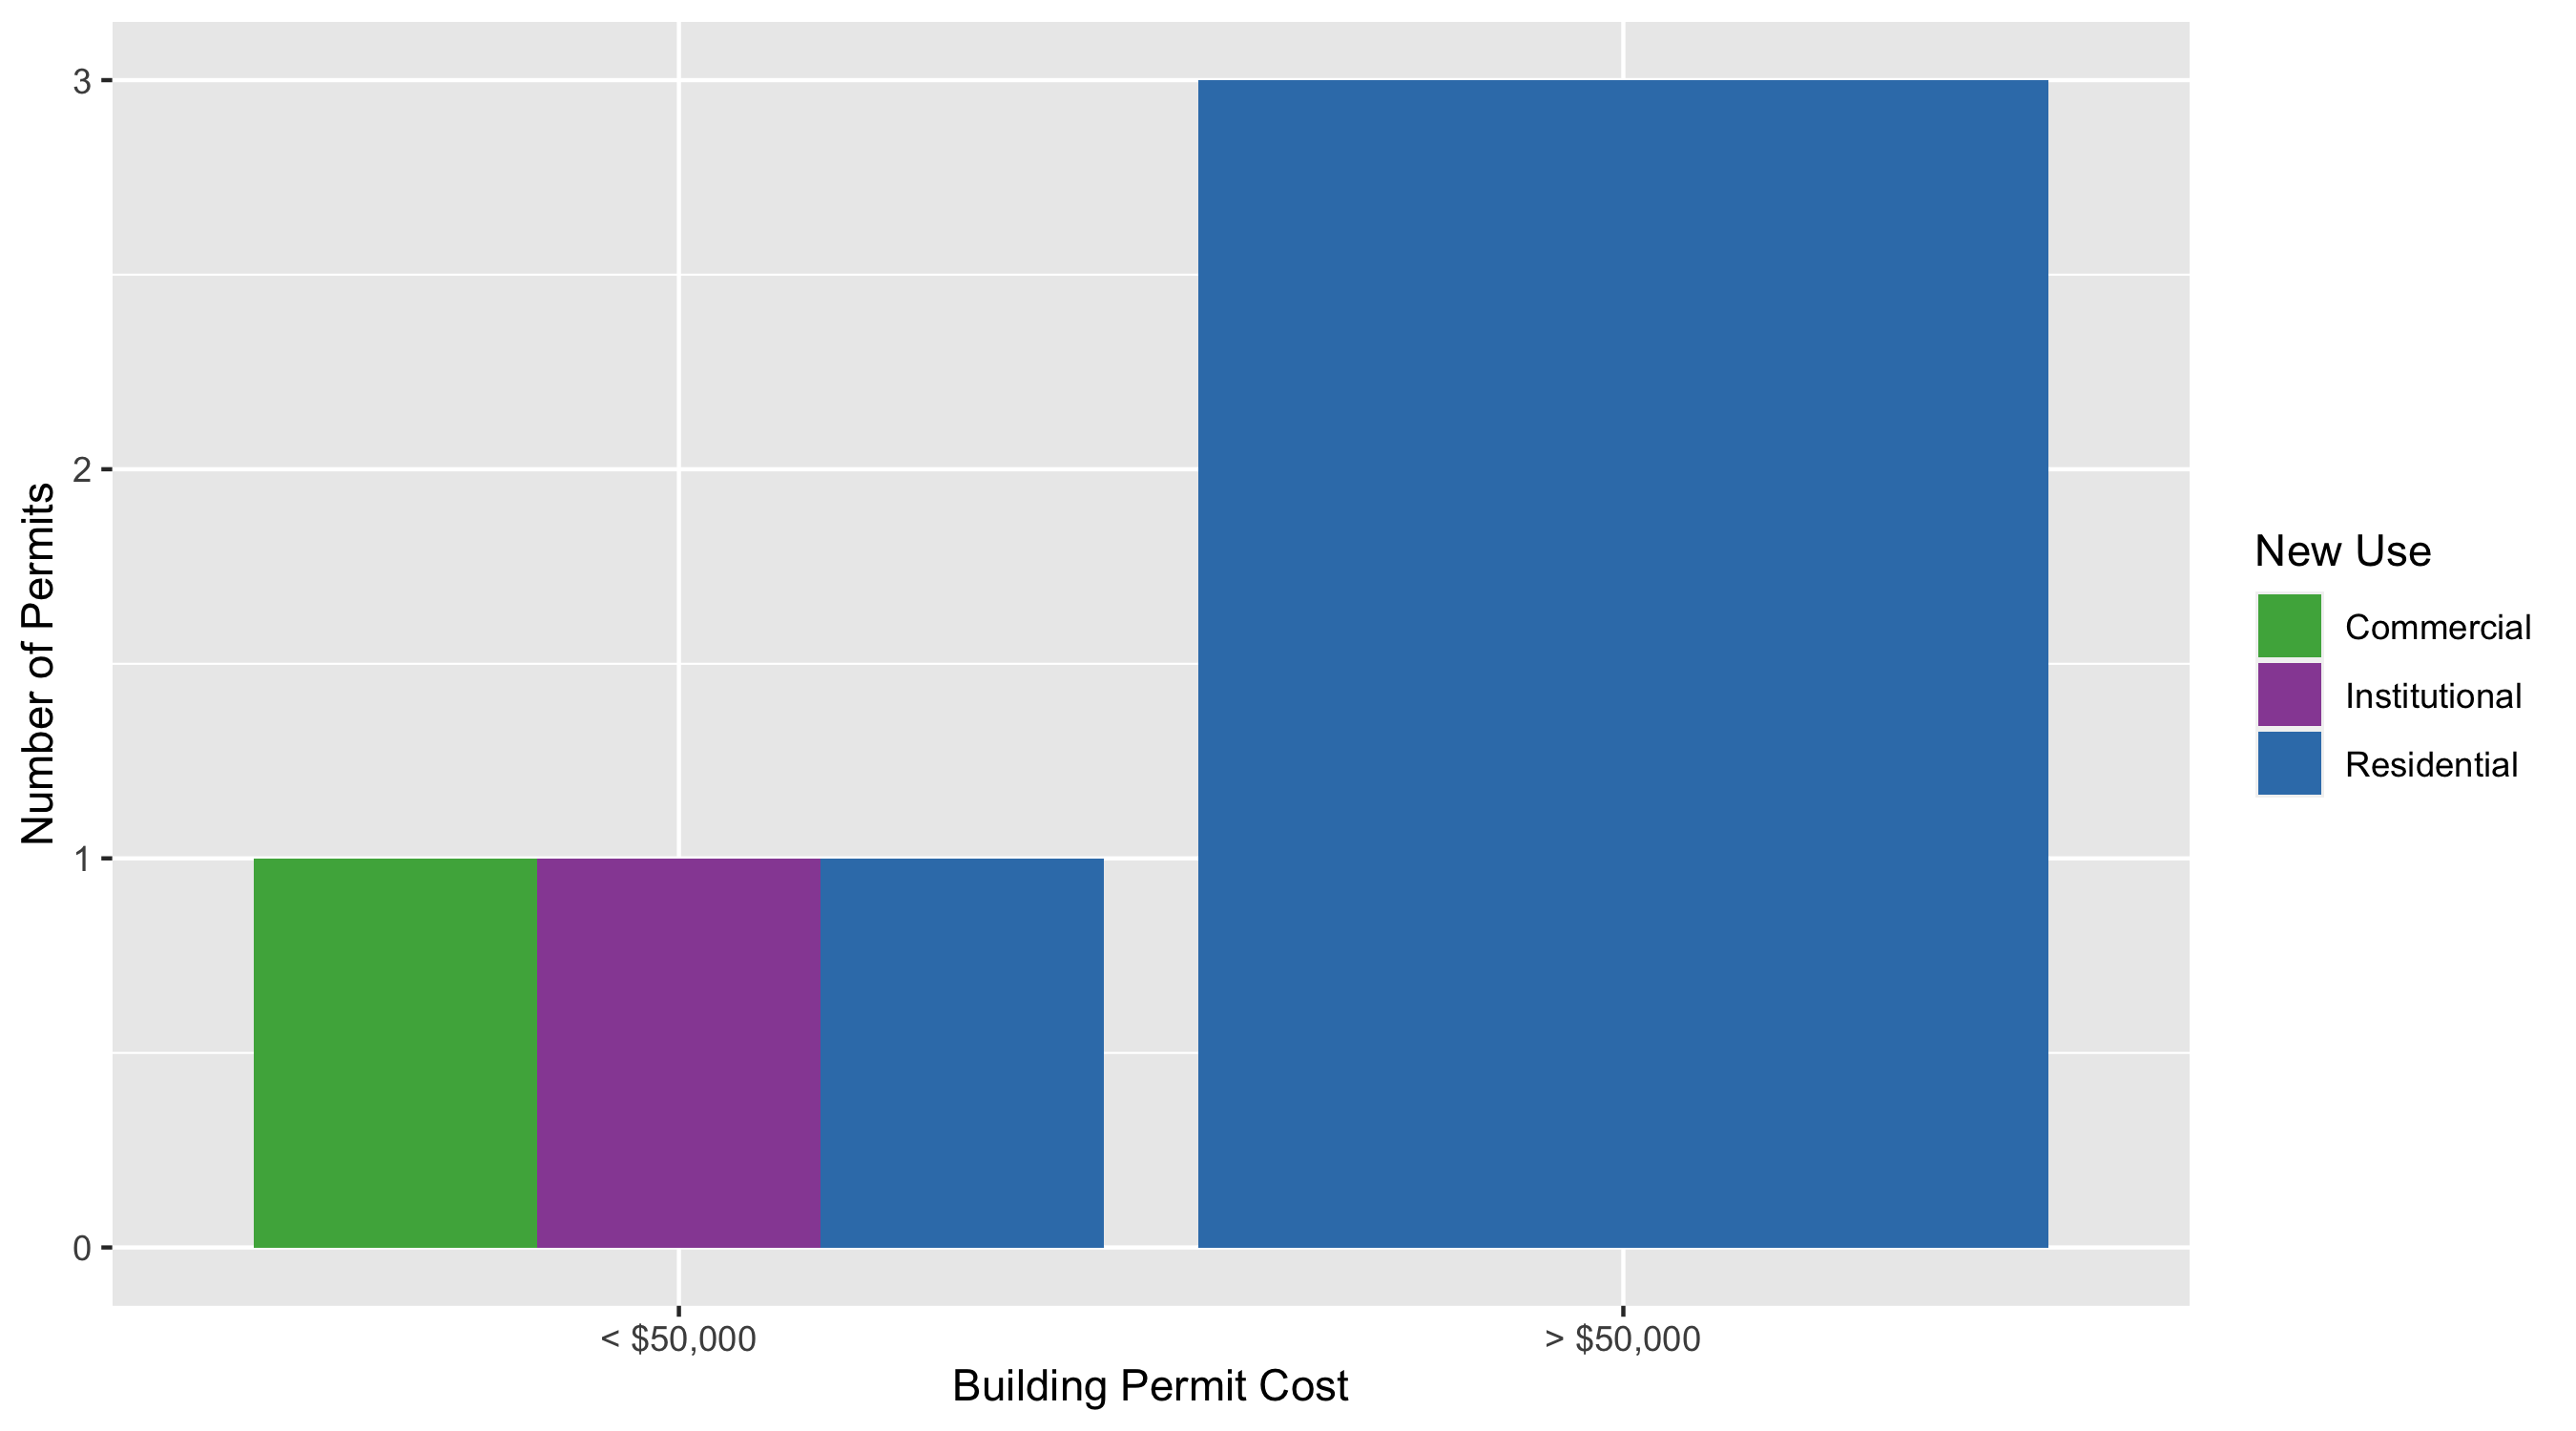 3
2
1
0
Number of Permits
< $50,000
> $50,000
Building Permit Cost
New Use
Commercial
Institutional
Residential